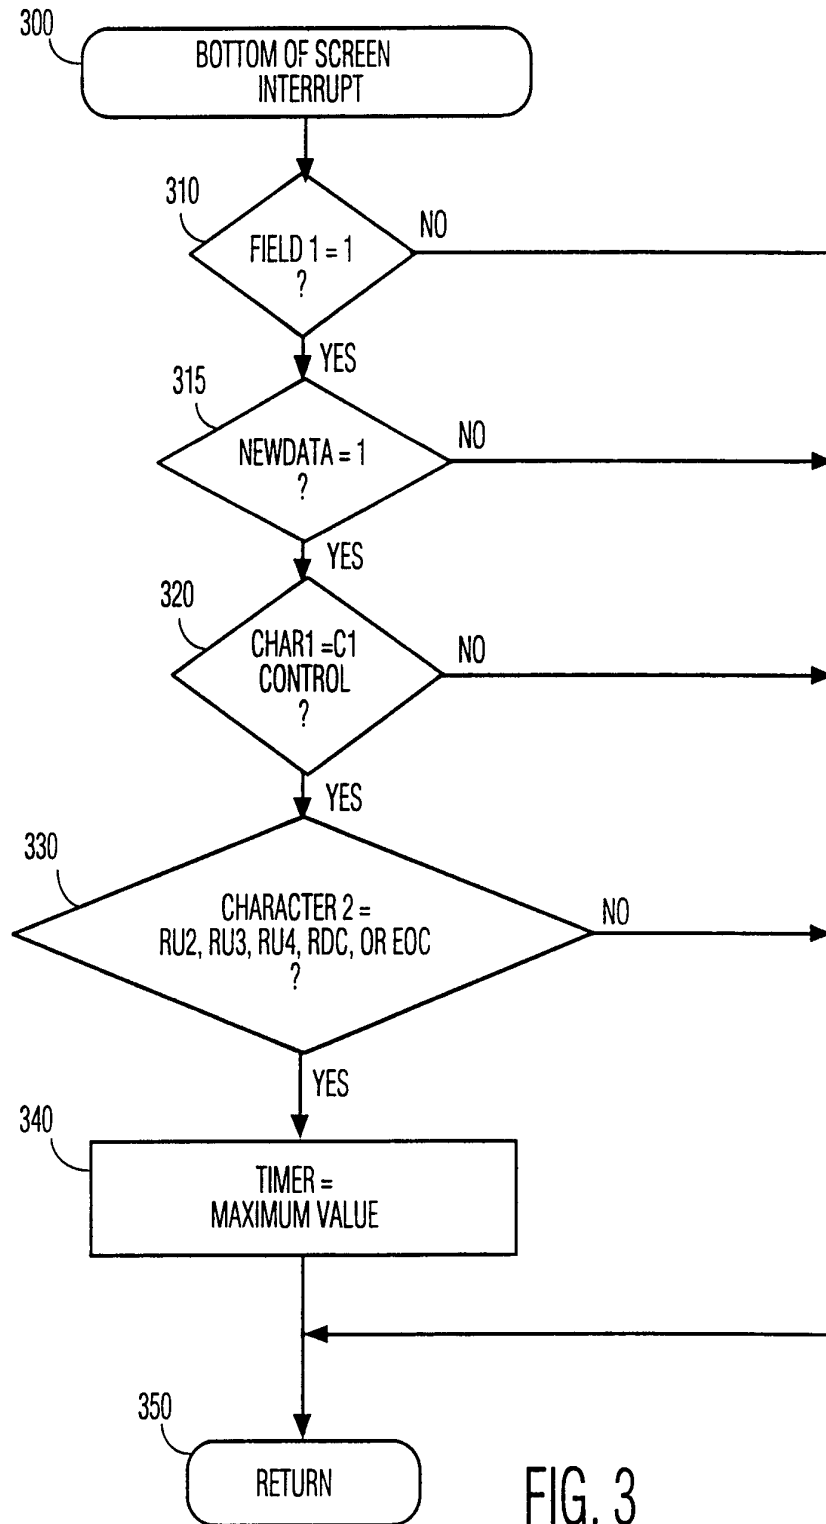 300
BOTTOM OF SCREEN
INTERRUPT
310
FIELD 1 = 1
?
NO
YES
315
NEWDATA = 1
?
NO
YES
320
CHAR1 =C1
CONTROL
?
NO
YES
330
CHARACTER 2 =
RU2, RU3, RU4, RDC, OR EOC
?
NO
YES
340
TIMER =
MAXIMUM VALUE
350
RETURN
FIG. 3